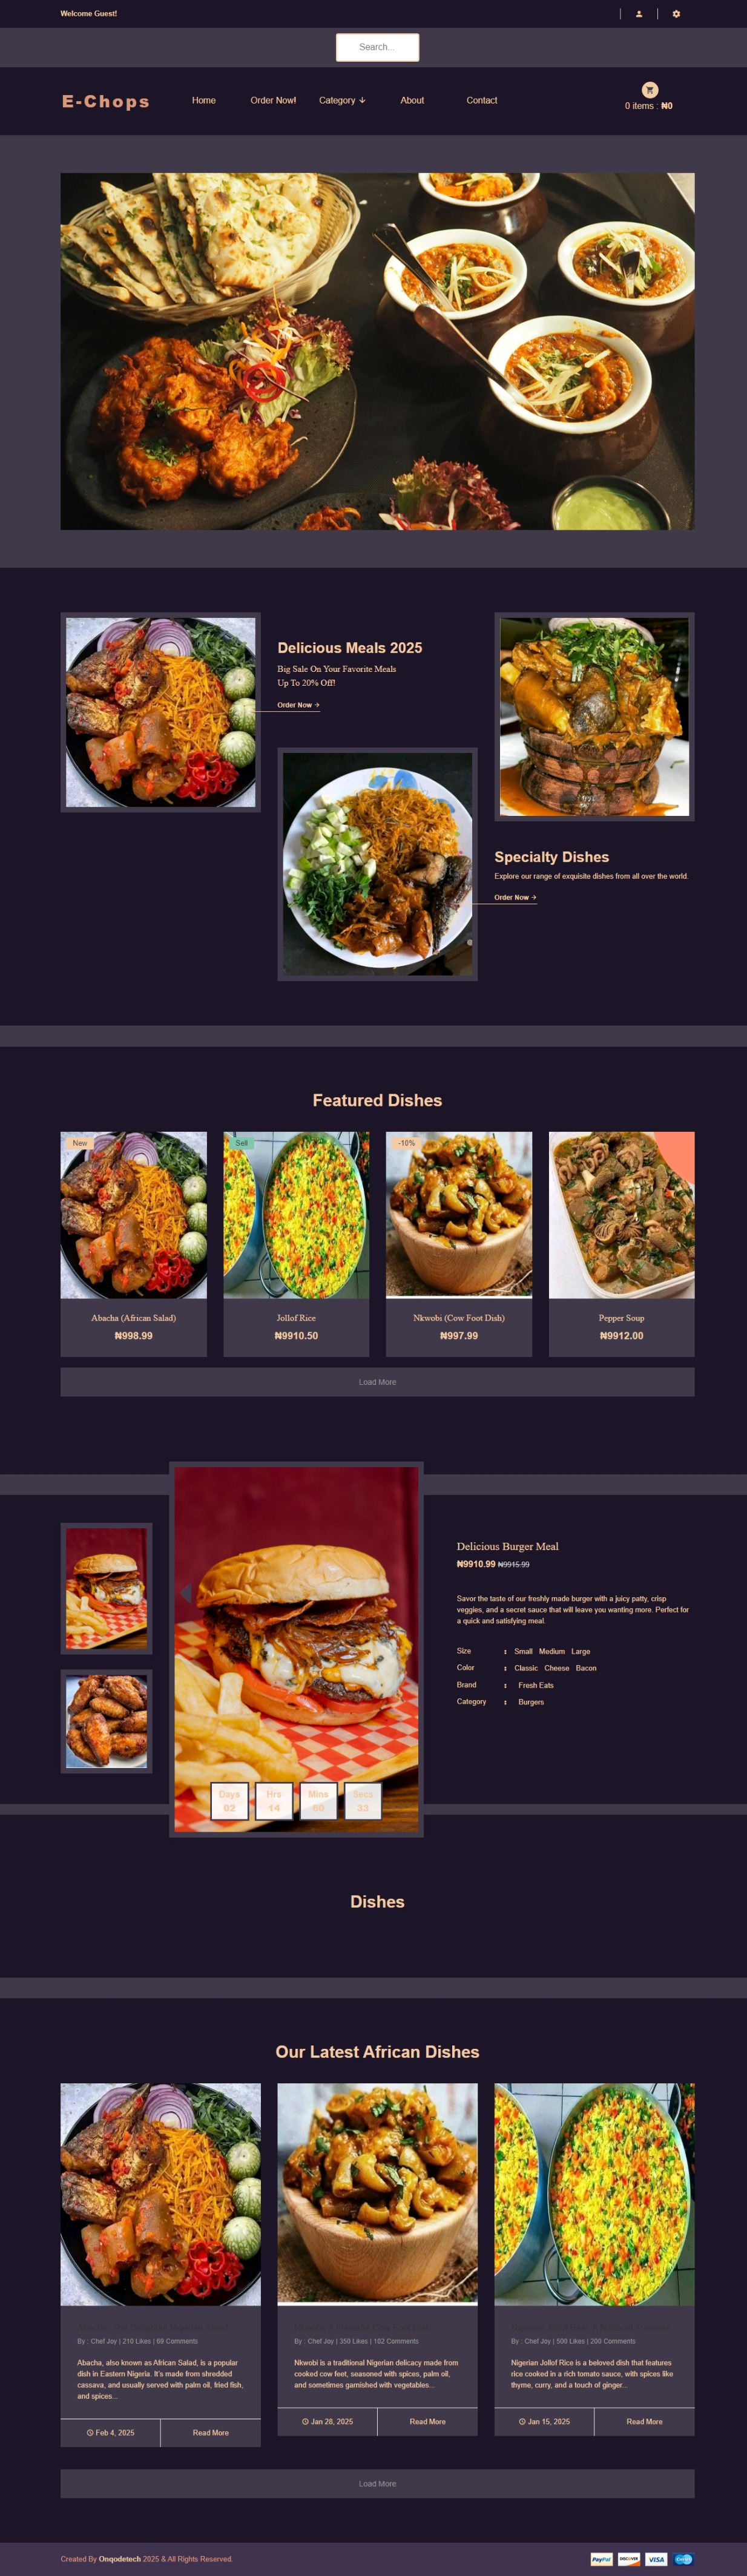 Welcome Guest!
Search...
E-Chops
Home
Order Now!
Category
About
Contact
0 items : ₦0
Delicious Meals 2025
Big Sale On Your Favorite Meals
Up To 20% Off!
Order Now
Specialty Dishes
Explore our range of exquisite dishes from all over the world.
Order Now
Featured Dishes
New
Sell
-10%
Abacha (African Salad)
₦998.99
Jollof Rice
₦9910.50
Nkwobi (Cow Foot Dish)
₦997.99
Pepper Soup
₦9912.00
Load More
Days
02
Hrs
14
Mins
60
Secs
33
Delicious Burger Meal
₦9910.99 ₦9915.99
Savor the taste of our freshly made burger with a juicy patty, crisp
veggies, and a secret sauce that will leave you wanting more. Perfect for
a quick and satisfying meal.
Size : Small Medium Large
Color : Classic Cheese Bacon
Brand : Fresh Eats
Category : Burgers
Dishes
Our Latest African Dishes
By : Chef Joy | 210 Likes | 69 Comments
Abacha, also known as African Salad, is a popular
dish in Eastern Nigeria. It's made from shredded
cassava, and usually served with palm oil, fried fish,
and spices...
Feb 4, 2025
Read More
By : Chef Joy | 350 Likes | 102 Comments
Nkwobi is a traditional Nigerian delicacy made from
cooked cow feet, seasoned with spices, palm oil,
and sometimes garnished with vegetables...
Jan 28, 2025
Read More
By : Chef Joy | 500 Likes | 200 Comments
Nigerian Jollof Rice is a beloved dish that features
rice cooked in a rich tomato sauce, with spices like
thyme, curry, and a touch of ginger...
Jan 15, 2025
Read More
Load More
Created By Onqodetech 2025 & All Rights Reserved.
PayPal
DISCOVER
VISA